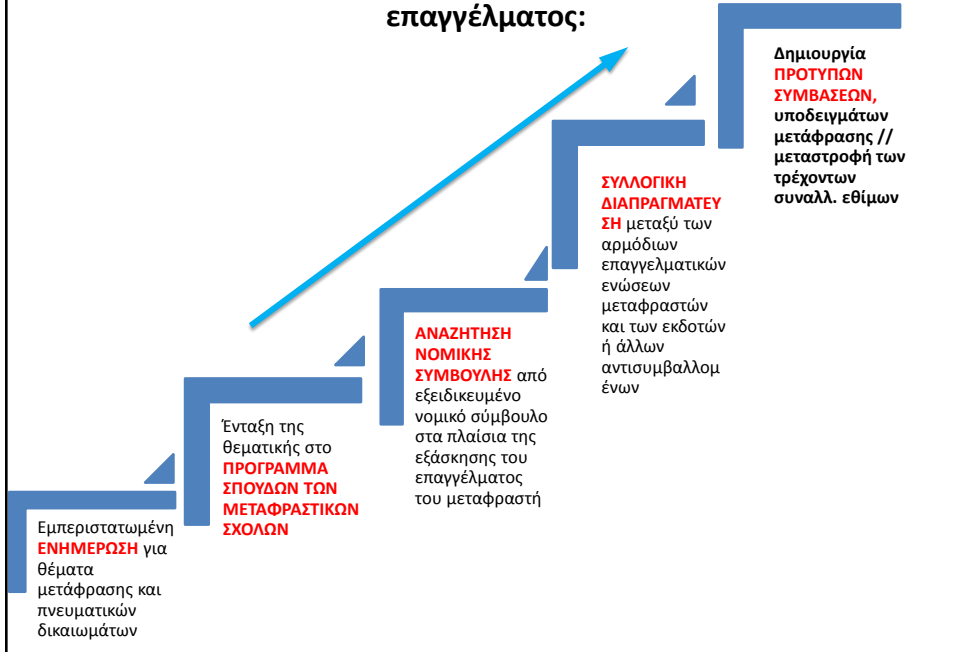 επαγγέλματος:
Εμπεριστατωμένη
ΕΝΗΜΕΡΩΣΗ για
θέματα
μετάφρασης και
πνευματικών
δικαιωμάτων
Ένταξη της
θεματικής στο
ΠΡΟΓΡΑΜΜΑ
ΣΠΟΥΔΩΝ ΤΩΝ
ΜΕΤΑΦΡΑΣΤΙΚΩΝ
ΣΧΟΛΩΝ
ΑΝΑΖΗΤΗΣΗ
ΝΟΜΙΚΗΣ
ΣΥΜΒΟΥΛΗΣ από
εξειδικευμένο
νομικό σύμβουλο
στα πλαίσια της
εξάσκησης του
επαγγέλματος
του μεταφραστή
ΣΥΛΛΟΓΙΚΗ
ΔΙΑΠΡΑΓΜΑΤΕΥ
ΣΗ μεταξύ των
αρμόδιων
επαγγελματικών
ενώσεων
μεταφραστών
και των εκδοτών
ή άλλων
αντισυμβαλλομ
ένων
Δημιουργία
ΠΡΟΤΥΠΩΝ
ΣΥΜΒΑΣΕΩΝ,
υποδειγμάτων
μετάφρασης //
μεταστροφή των
τρέχοντων
συναλλ. εθίμων